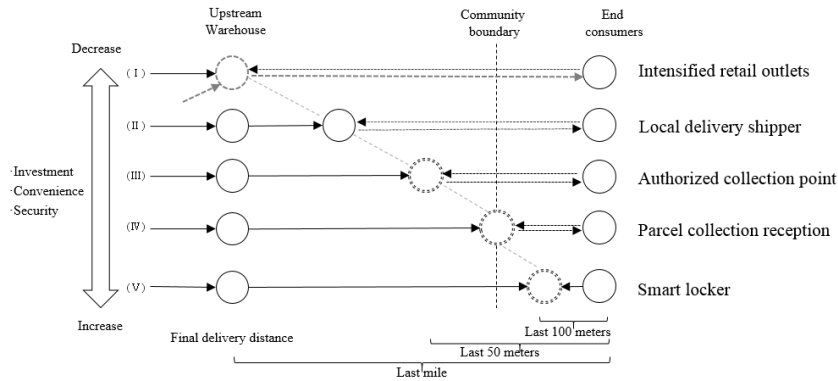 Upstream
Warehouse
Community
boundary
End
consumers
Decrease
(Ⅰ)
Intensified retail outlets
(Ⅱ)
Local delivery shipper
·Investment
·Convenience
·Security
(Ⅲ)
Authorized collection point
(Ⅳ)
Parcel collection reception
(Ⅴ)
Smart locker
Increase
Final delivery distance
Last 100 meters
Last 50 meters
Last mile